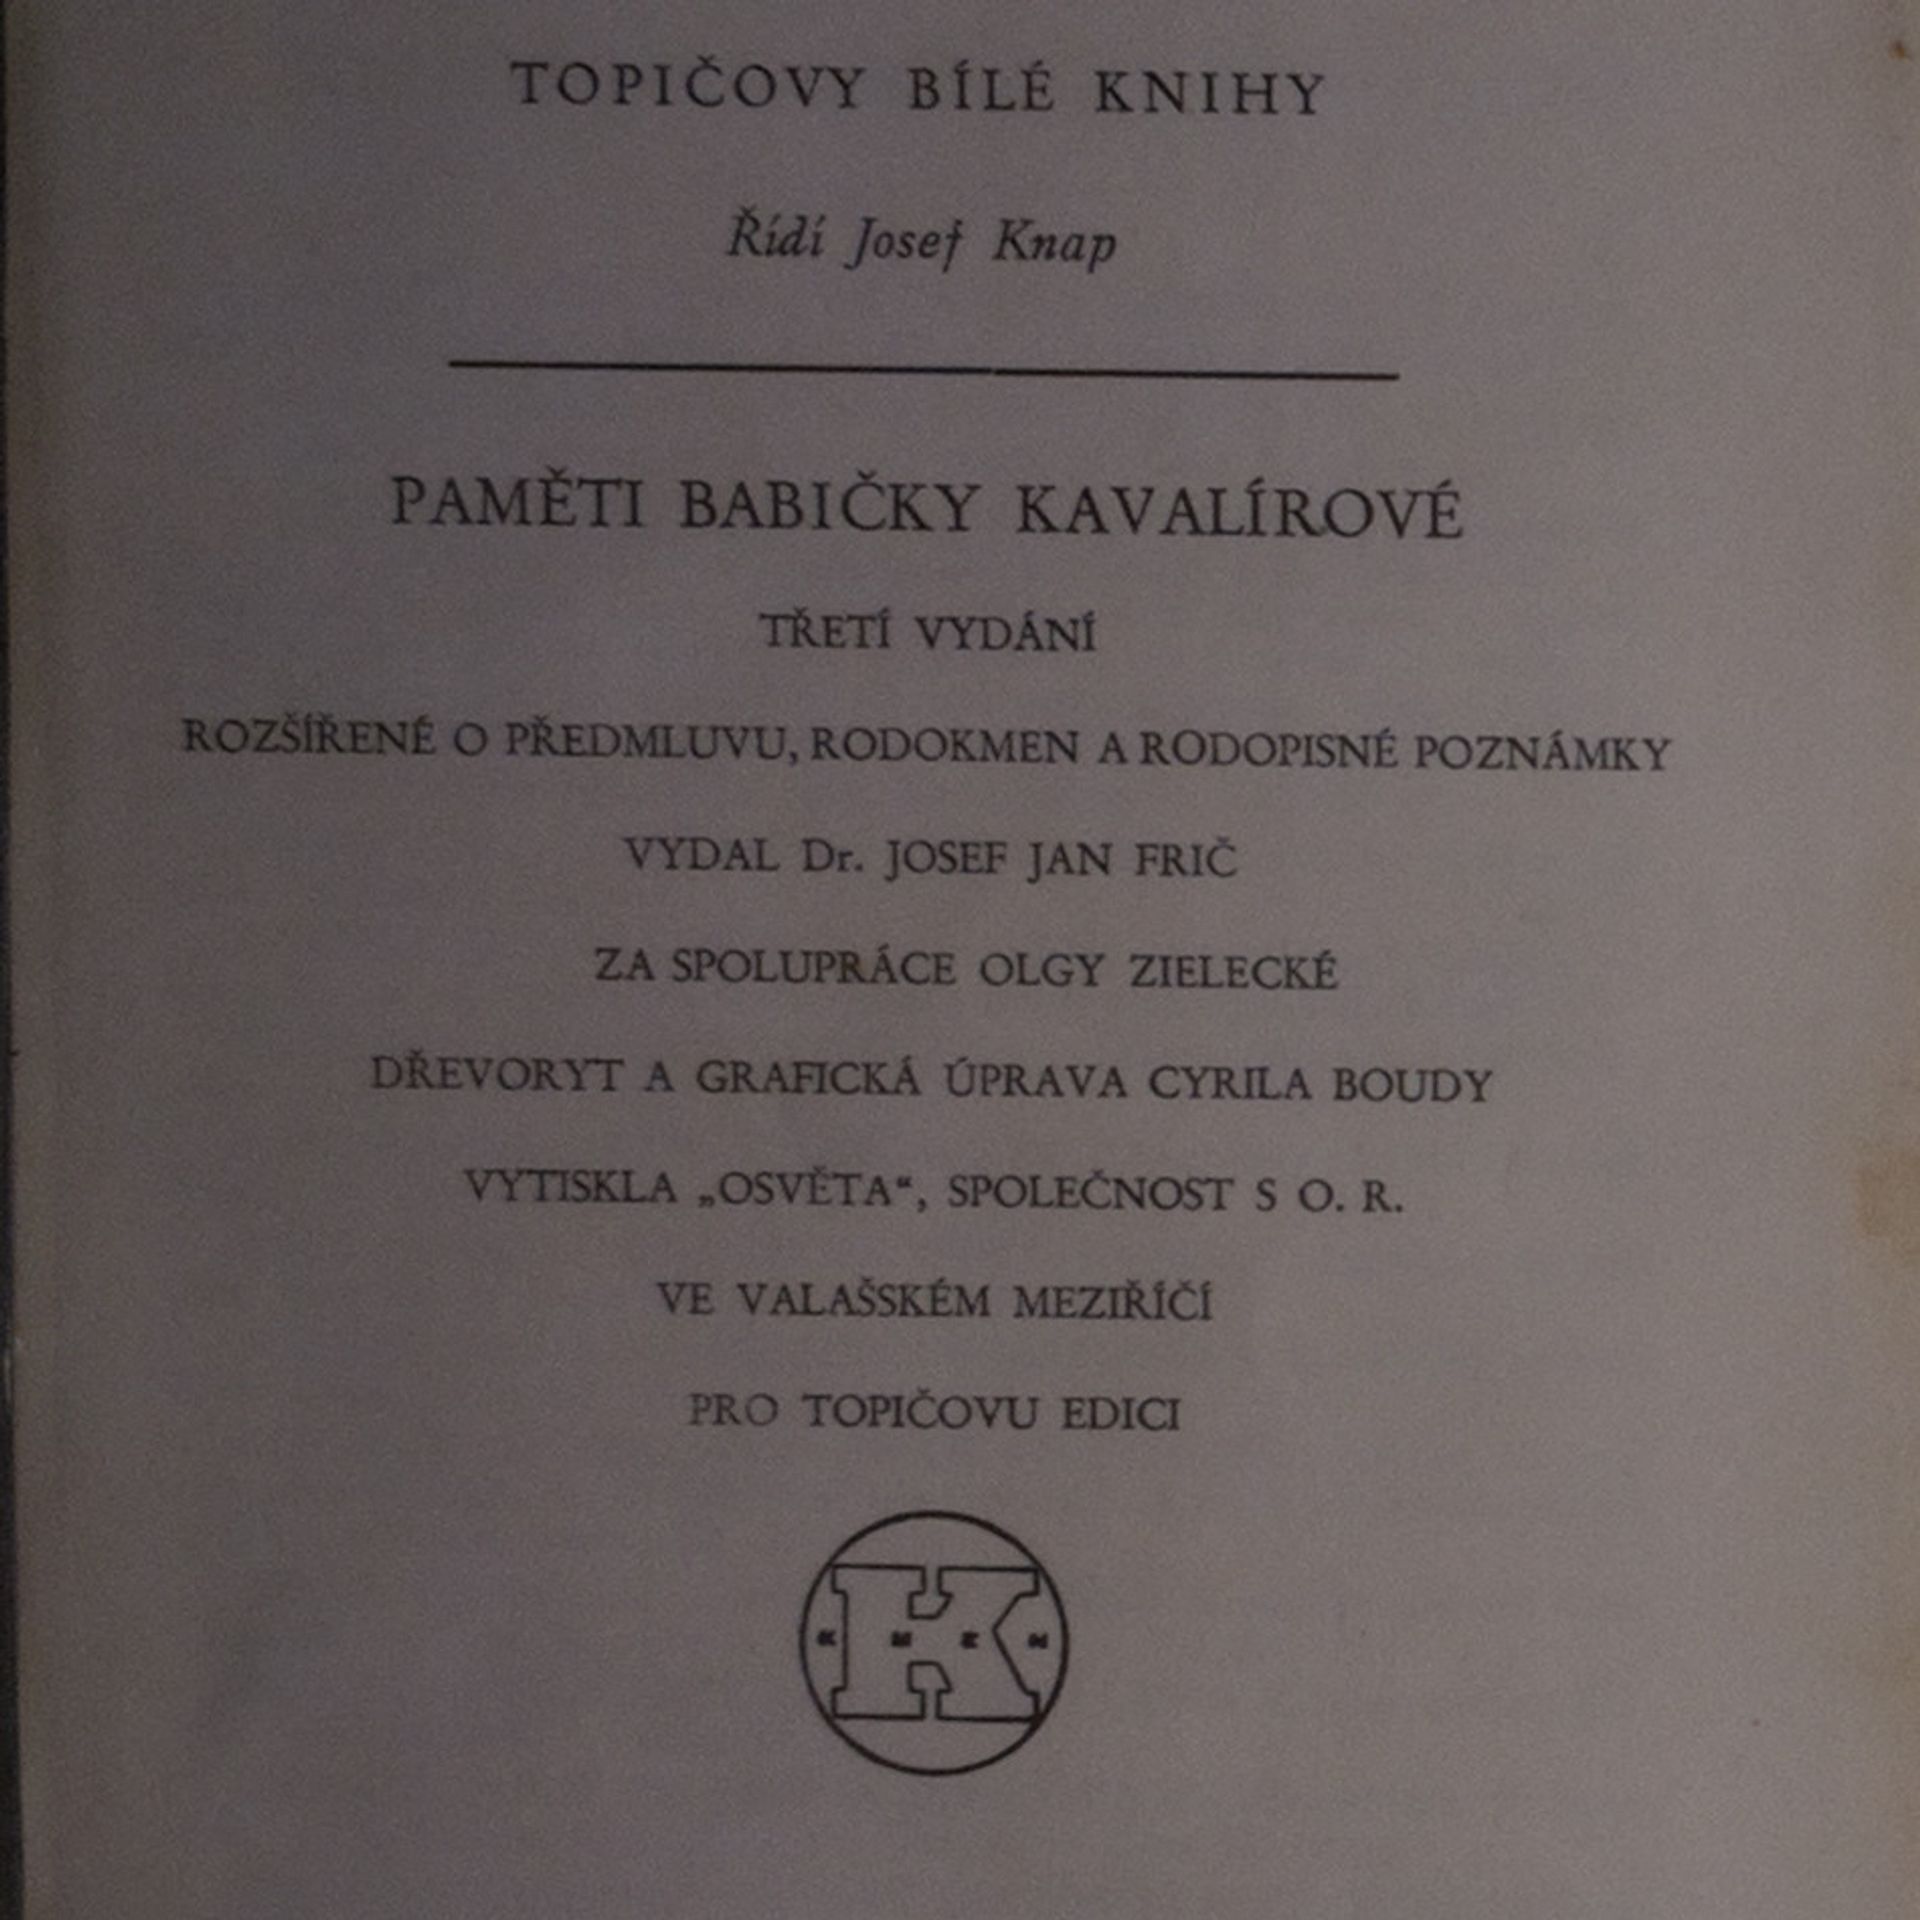 TOPIČOVY BÍLÉ KNIHY
Řídí Josef Knap
PAMĚTI BABIČKY KAVALÍROVÉ
TŘETÍ VYDÁNÍ
ROZŠÍŘENÉ O PŘEDMLUVU, RODOKMEN A RODOPISNÉ POZNÁMKY
VYDAL Dr. JOSEF JAN FRIČ
ZA SPOLUPRÁCE OLGY ZIELECKÉ
DŘEVORYT A GRAFICKÁ ÚPRAVA CYRILA BOUDY
VYTISKLA „OSVĚTA“, SPOLEČNOST S O. R.
VE VALAŠSKÉM MEZIŘÍČÍ
PRO TOPIČOVU EDICI
K M E N